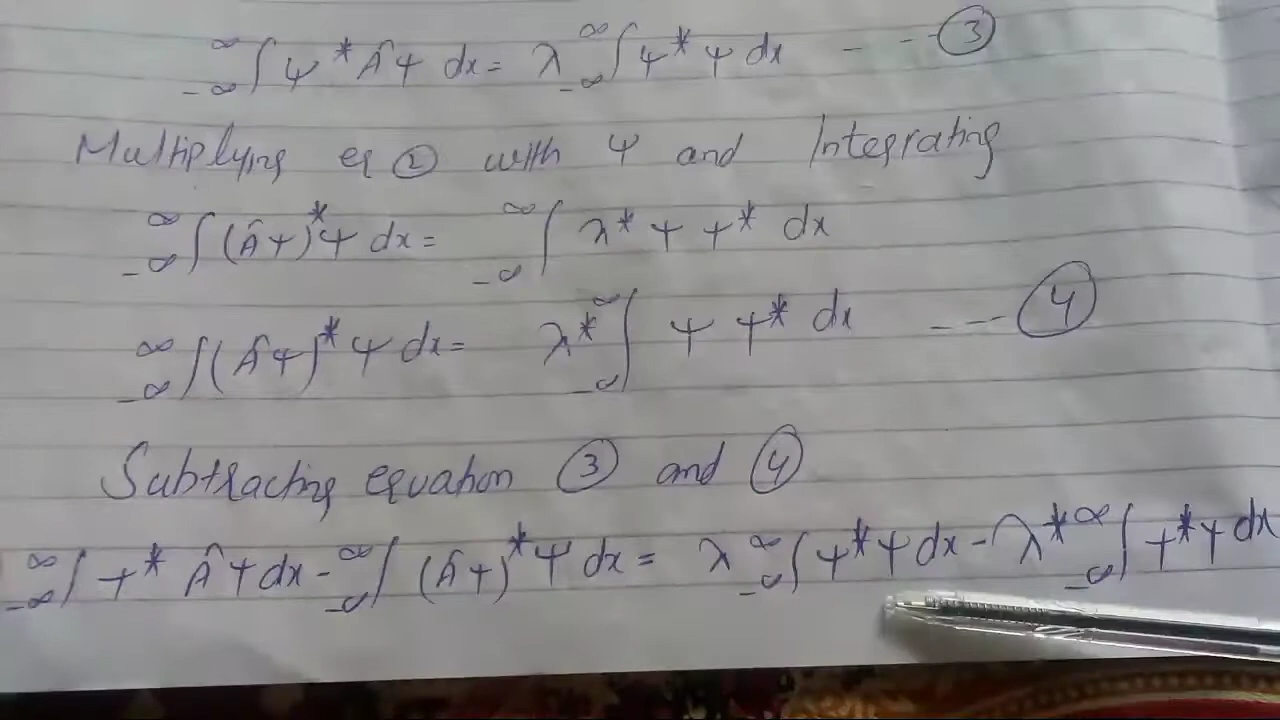 ∞ ∫ -∞ ψ* Âψ dx = λ ∞ ∫ -∞ ψ* ψ dx - - - ③
Multiplying eq ② with ψ and Integrating
∞ ∫ -∞ (Âψ)* ψ dx = ∞ ∫ -∞ λ* ψ ψ* dx
∞ ∫ -∞ (Âψ)* ψ dx = λ* ∞ ∫ -∞ ψ ψ* dx - - - ④
Subtracting equation ③ and ④
∞ ∫ -∞ ψ* Âψ dx - ∞ ∫ -∞ (Âψ)* ψ dx = λ ∞ ∫ -∞ ψ* ψ dx - λ* ∞ ∫ -∞ ψ* ψ dx